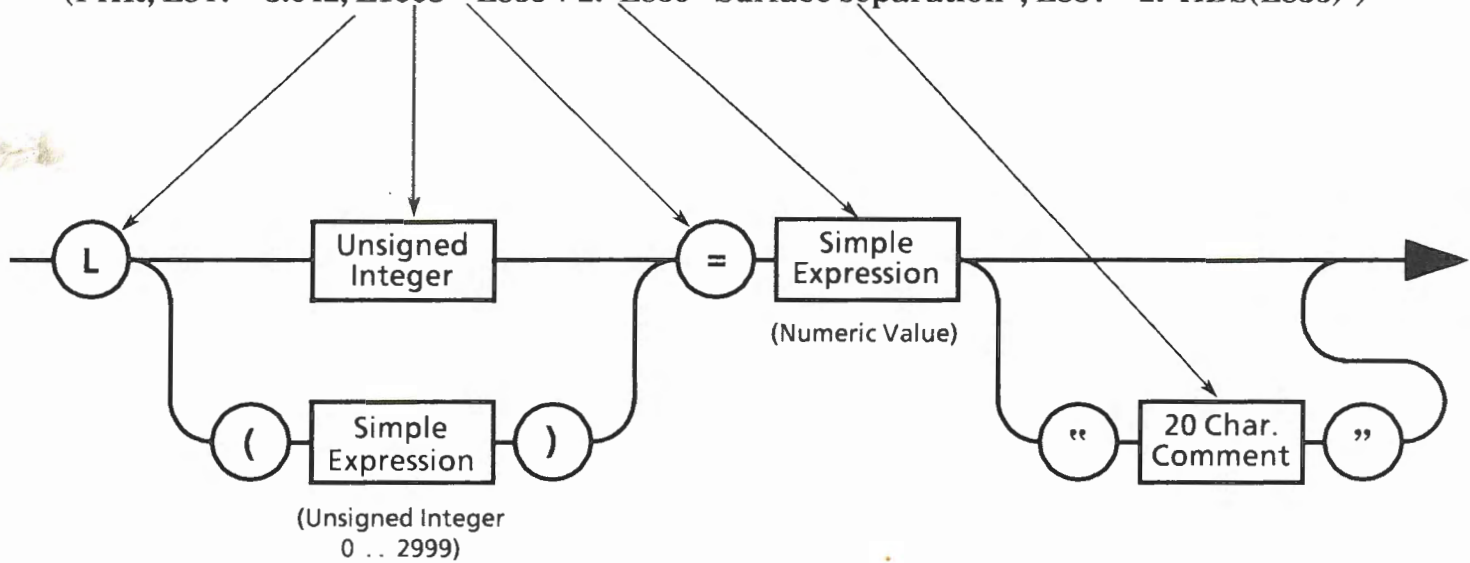 L
Unsigned
Integer
=
Simple
Expression
(Numeric Value)
(
Simple
Expression
)
(Unsigned Integer
0 .. 2999)
“
20 Char.
Comment
”